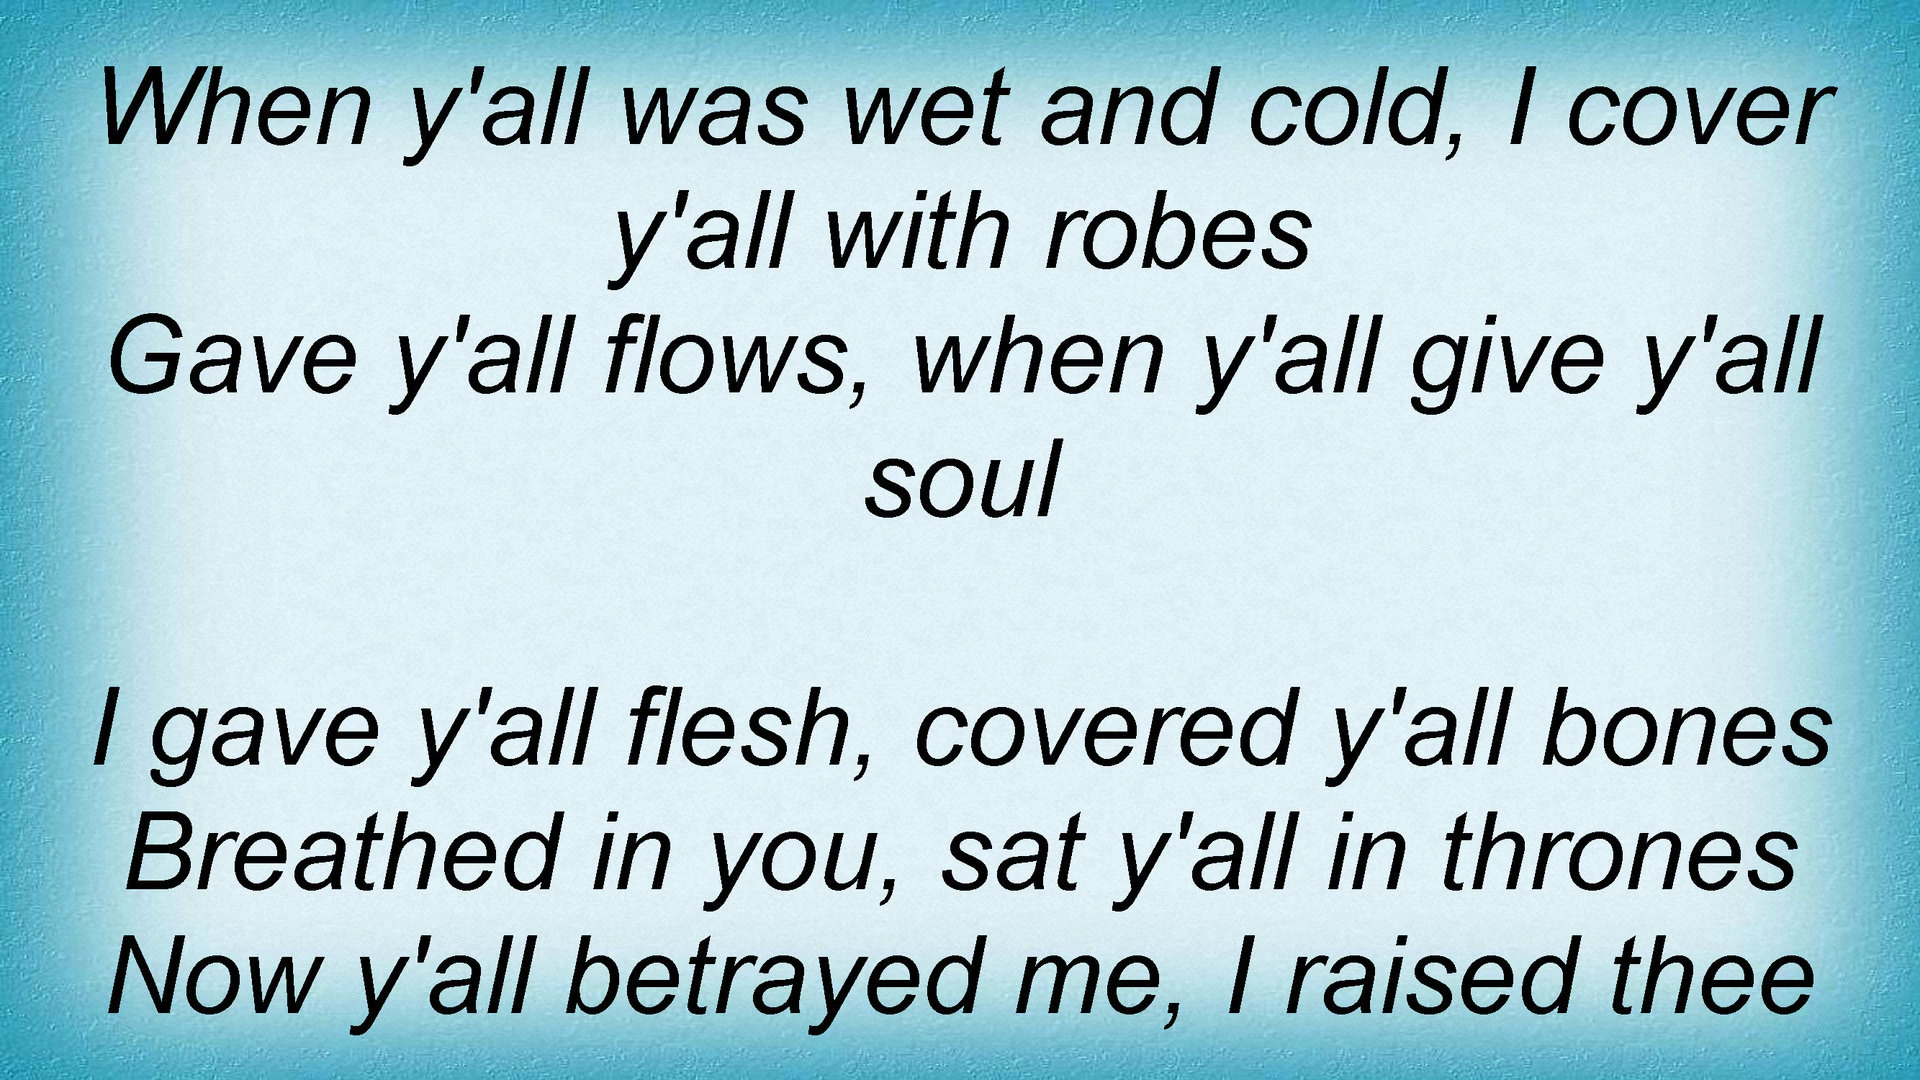 When y'all was wet and cold, I cover
y'all with robes
Gave y'all flows, when y'all give y'all
soul
I gave y'all flesh, covered y'all bones
Breathed in you, sat y'all in thrones
Now y'all betrayed me, I raised thee